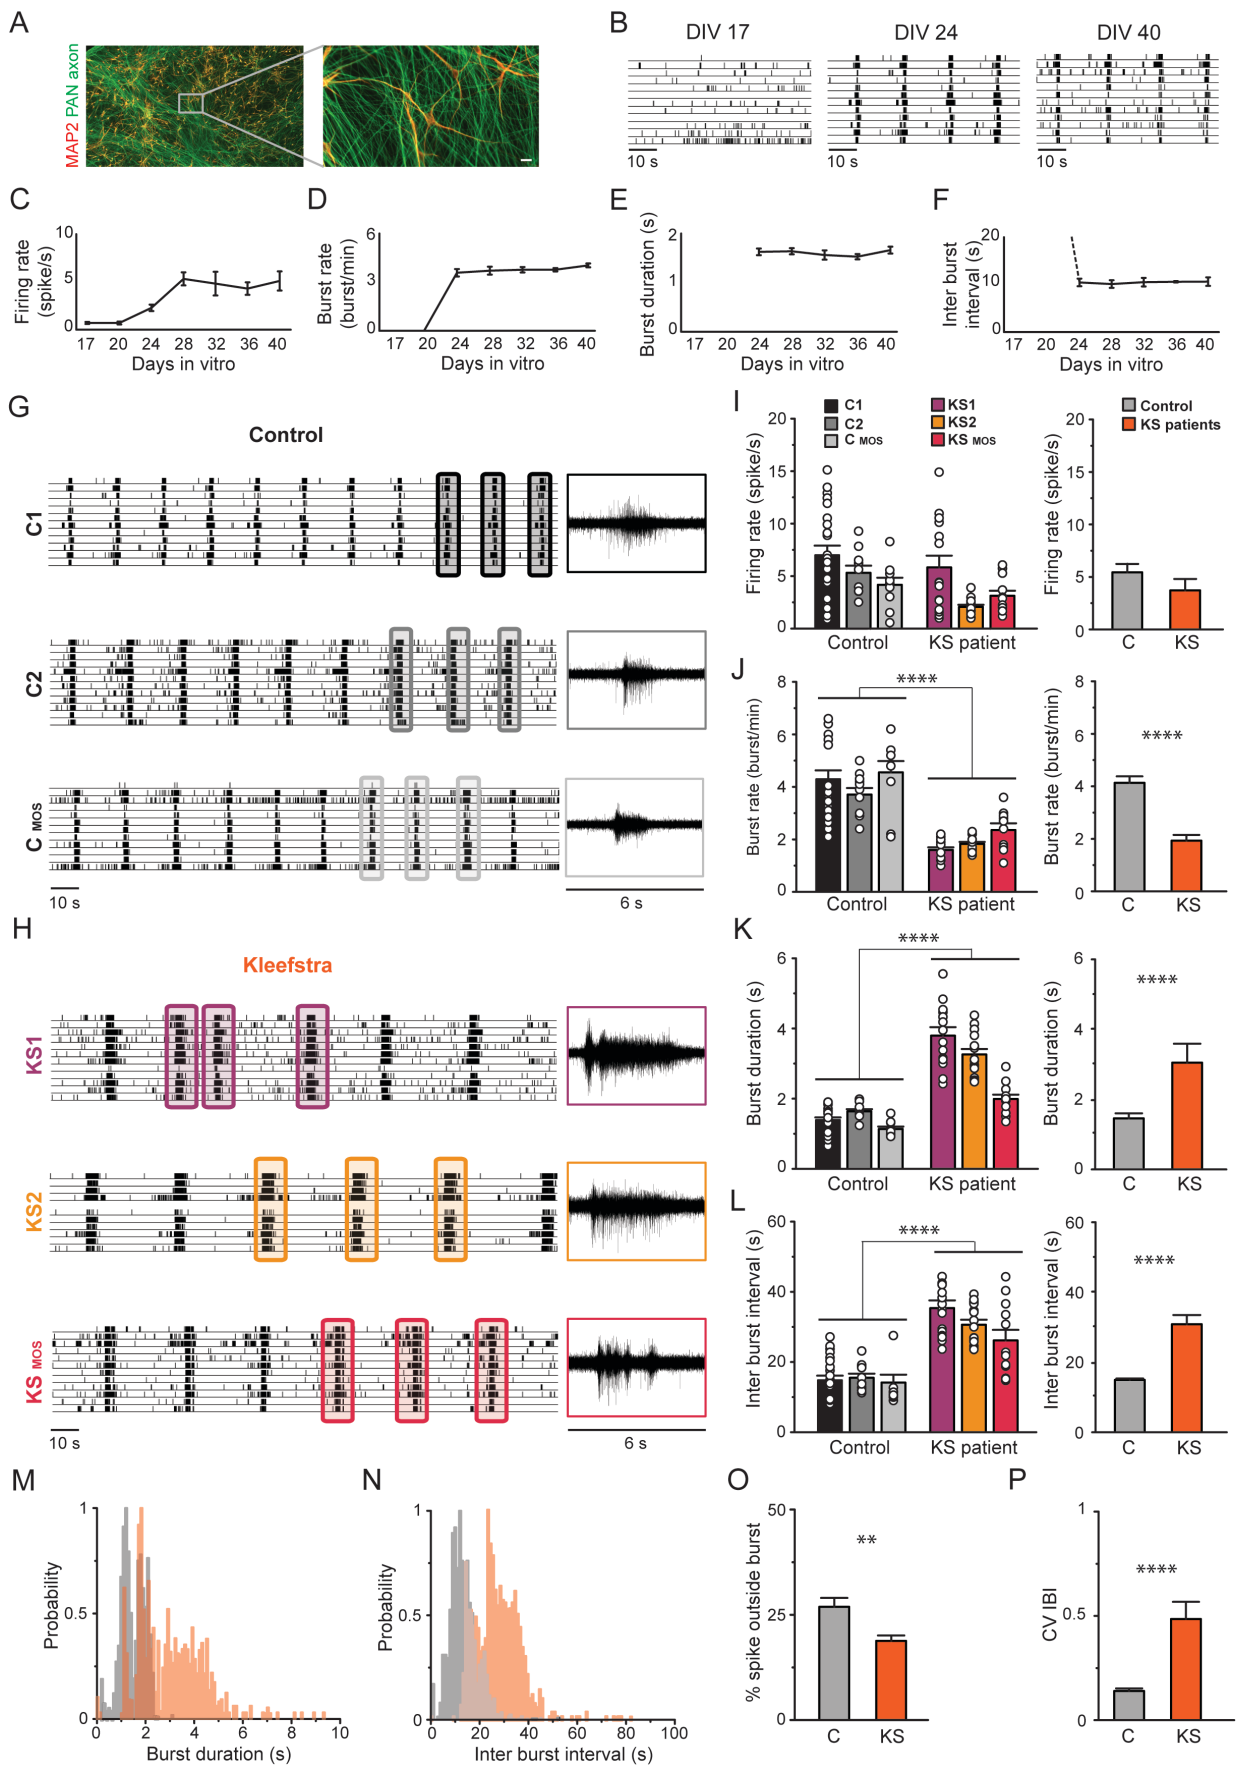 A
MAP2 PAN axon
B
DIV 17
DIV 24
DIV 40
10 s
10 s
10 s
C
Firing rate
(spike/s)
10
5
0
17 20 24 28 32 36 40
Days in vitro
D
Burst rate
(burst/min)
6
3
0
17 20 24 28 32 36 40
Days in vitro
E
Burst duration (s)
2
1
0
17 20 24 28 32 36 40
Days in vitro
F
Inter burst
interval (s)
20
10
0
17 20 24 28 32 36 40
Days in vitro
G
Control
C1
C2
C MOS
10 s
6 s
H
Kleefstra
KS1
KS2
KS MOS
10 s
6 s
I
C1
C2
C MOS
KS1
KS2
KS MOS
Firing rate (spike/s)
20
15
10
5
0
Control
KS patient
Control
KS patients
Firing rate (spike/s)
20
15
10
5
0
C
KS
J
Burst rate (burst/min)
8
6
4
2
0
****
Control
KS patient
Burst rate (burst/min)
8
6
4
2
0
****
C
KS
K
Burst duration (s)
6
4
2
0
****
Control
KS patient
Burst duration (s)
6
4
2
0
****
C
KS
L
Inter burst interval (s)
60
40
20
0
****
Control
KS patient
Inter burst interval (s)
60
40
20
0
****
C
KS
M
Probability
1
0.5
0
0 2 4 6 8 10
Burst duration (s)
N
Probability
1
0.5
0
0 20 40 60 80 100
Inter burst interval (s)
O
% spike outside burst
50
25
0
**
C
KS
P
CV IBI
1
0.5
0
****
C
KS